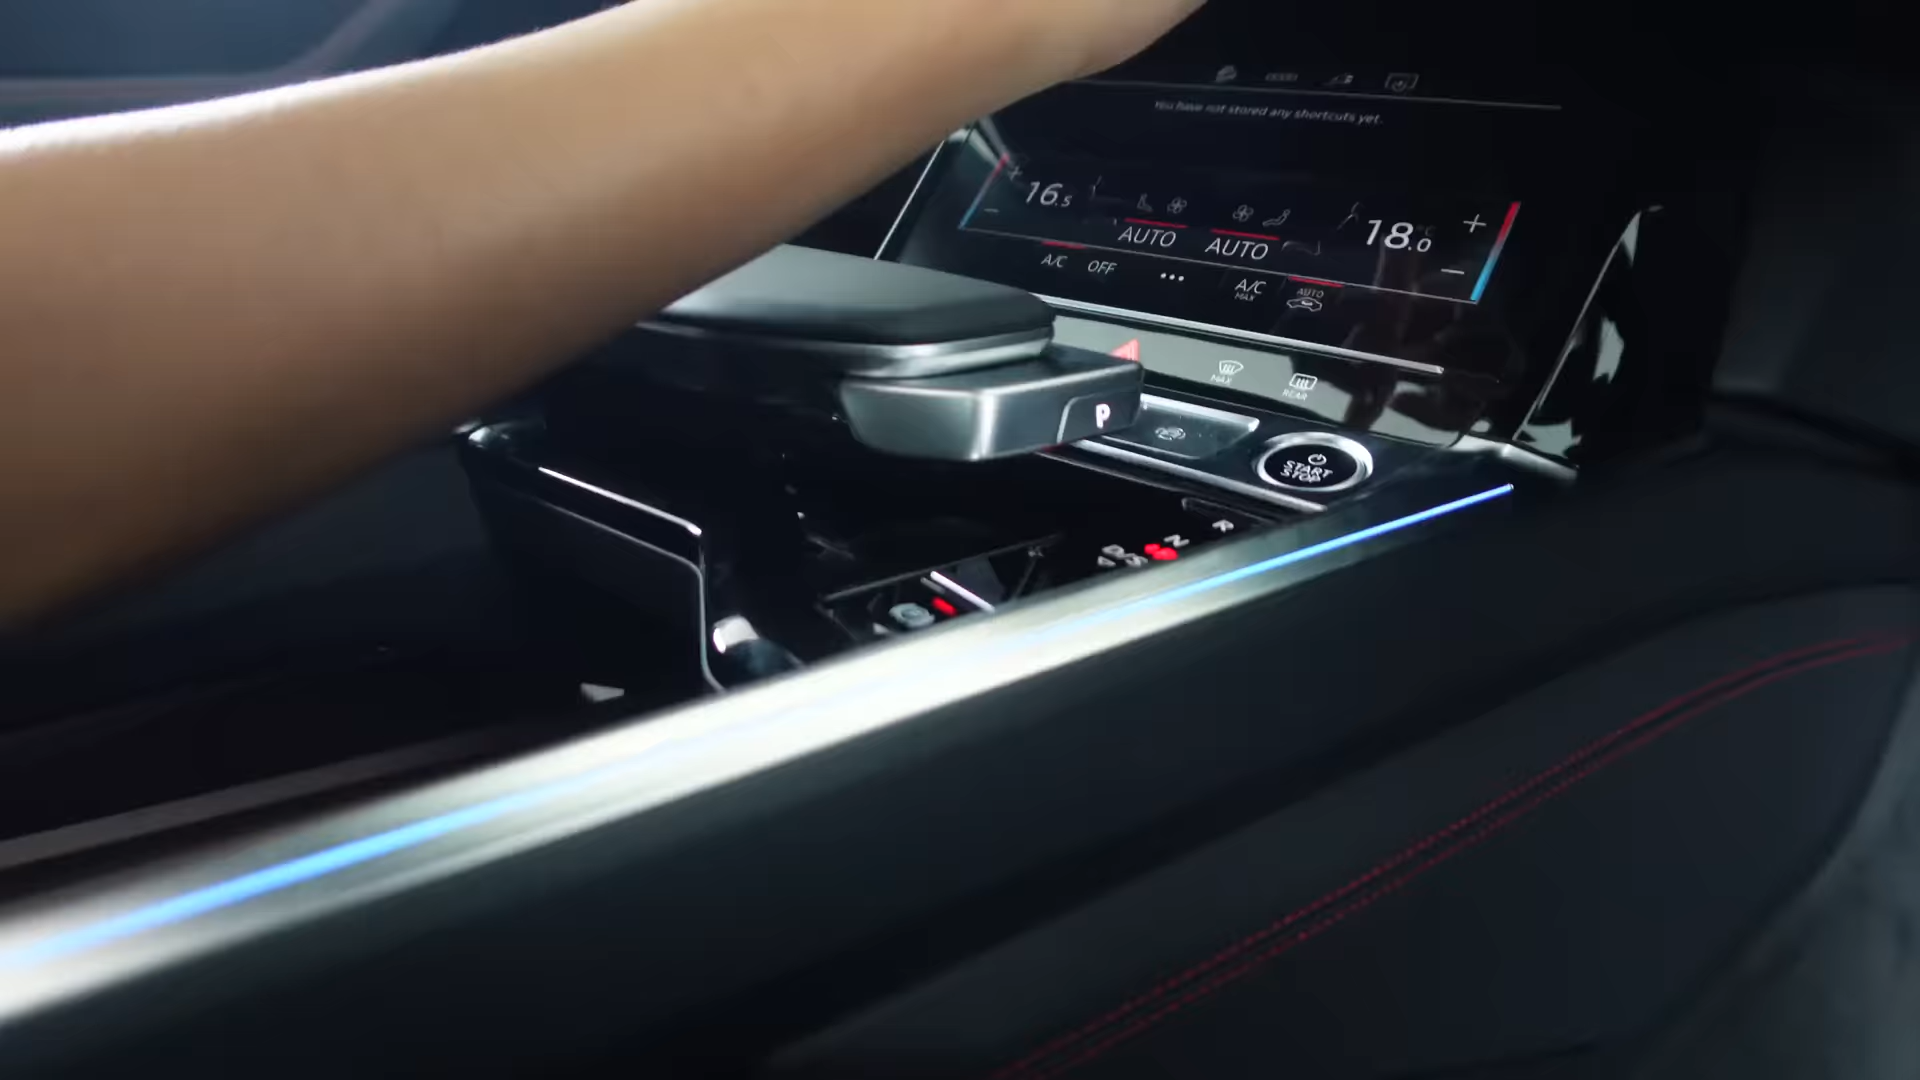 You have not stored any shortcuts yet.
+
16.5
−
AUTO
AUTO
18.0 °C
+
−
A/C
OFF
•••
A/C
MAX
AUTO
MAX
REAR
P
START
STOP
R
N
D/S